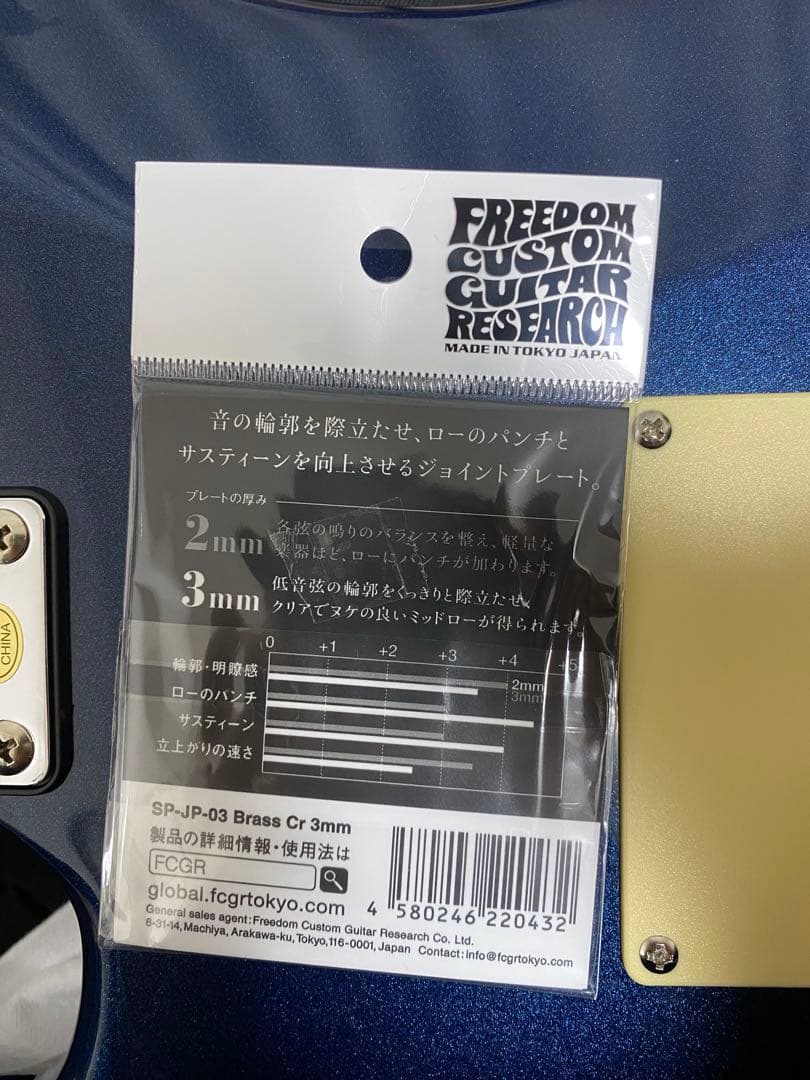 FREEDOM
CUSTOM
GUITAR
RESEARCH
MADE IN TOKYO JAPAN
音の輪郭を際立たせ、ローのパンチと
サスティーンを向上させるジョイントプレート。
プレートの厚み
2mm 各弦の鳴りのバランスを整え、軽量な
楽器ほど、ローにパンチが加わります。
3mm 低音弦の輪郭をくっきりと際立たせ、
クリアでヌケの良いミッドローが得られます。
0 +1 +2 +3 +4 +5
輪郭・明瞭感 2mm
3mm
ローのパンチ
サスティーン
立上がりの速さ
CHINA
SP-JP-03 Brass Cr 3mm
製品の詳細情報・使用法は
FCGR
global.fcgrtokyo.com
4 580246 220432
General sales agent:Freedom Custom Guitar Research Co. Ltd.
6-31-14, Machiya, Arakawa-ku,Tokyo,116-0001,Japan Contact:info@fcgrtokyo.com